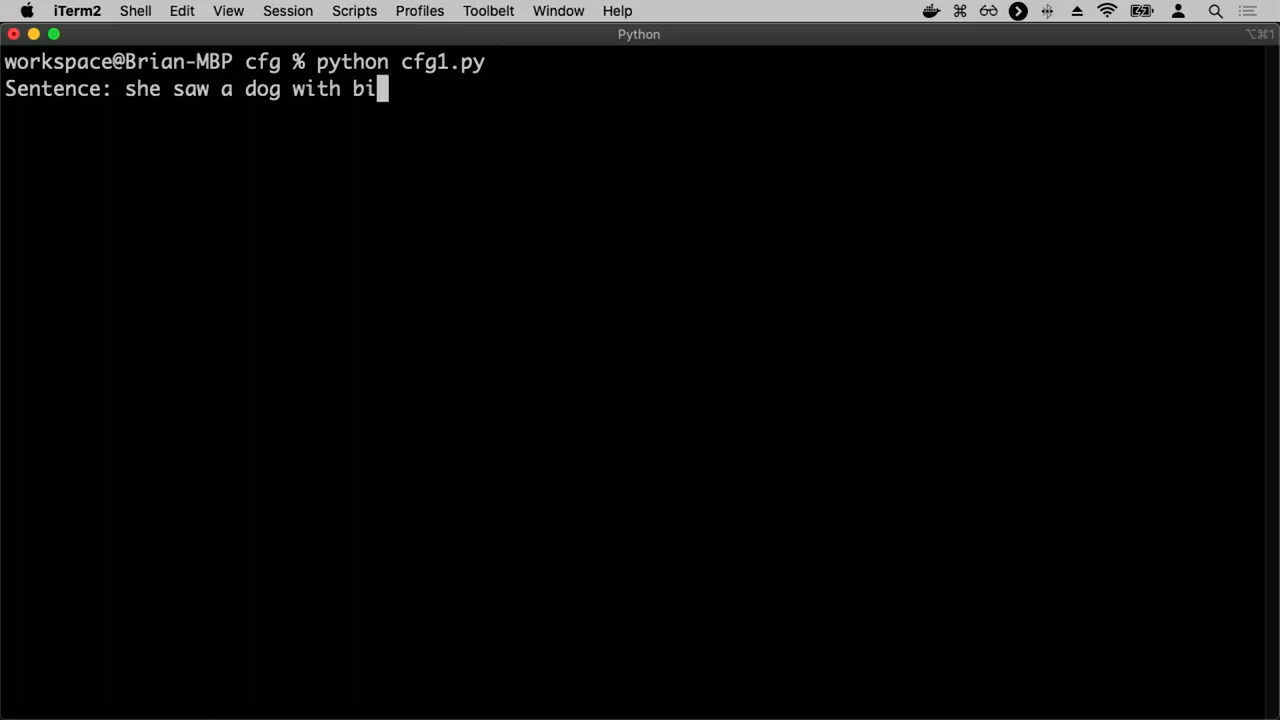 iTerm2 Shell Edit View Session Scripts Profiles Toolbelt Window Help
Python ⌥⌘1
workspace@Brian-MBP cfg % python cfg1.py
Sentence: she saw a dog with bi